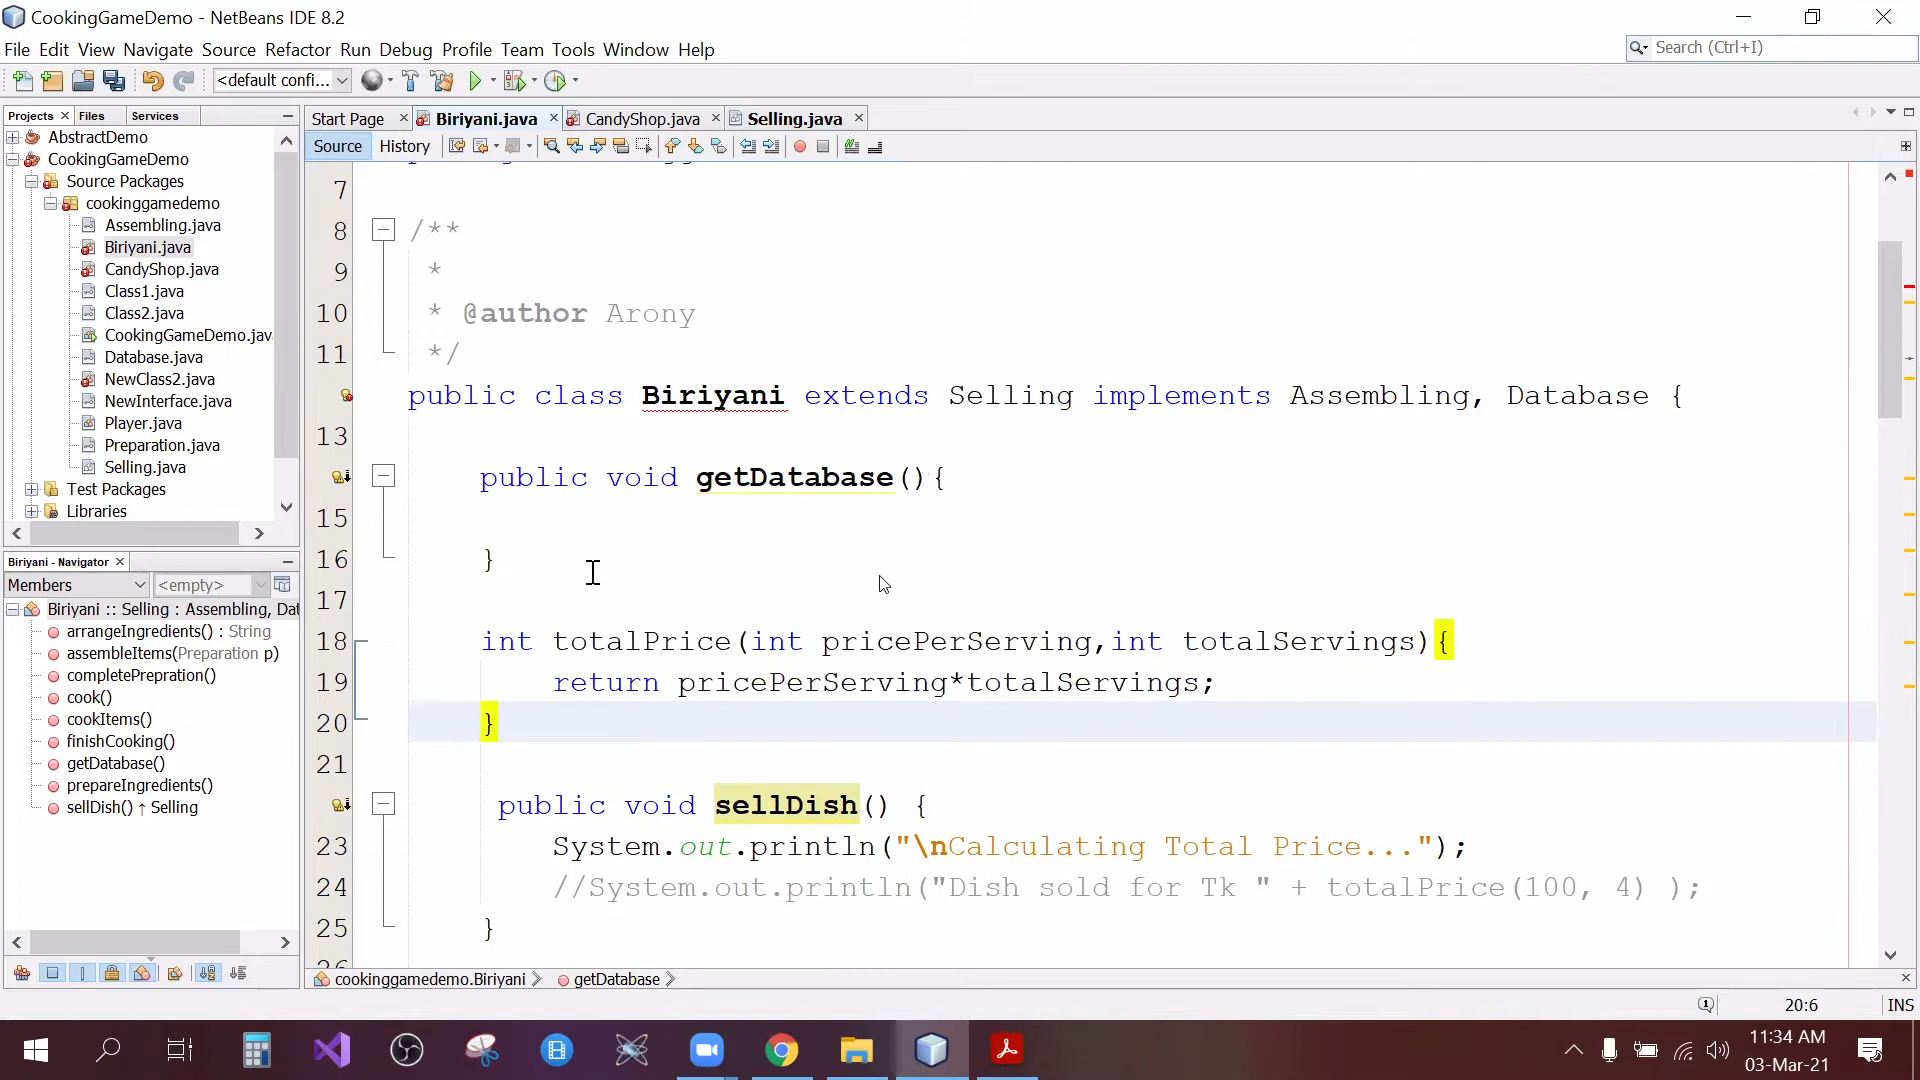 CookingGameDemo - NetBeans IDE 8.2
File Edit View Navigate Source Refactor Run Debug Profile Team Tools Window Help
Search (Ctrl+I)
<default confi...
Projects Files Services
AbstractDemo
CookingGameDemo
Source Packages
cookinggamedemo
Assembling.java
Biriyani.java
CandyShop.java
Class1.java
Class2.java
CookingGameDemo.jav
Database.java
NewClass2.java
NewInterface.java
Player.java
Preparation.java
Selling.java
Test Packages
Libraries
Biriyani - Navigator
Members <empty>
Biriyani :: Selling : Assembling, Dat
arrangeIngredients() : String
assembleItems(Preparation p)
completePrepration()
cook()
cookItems()
finishCooking()
getDatabase()
prepareIngredients()
sellDish() ↑ Selling
Start Page Biriyani.java CandyShop.java Selling.java
Source History
7
8 /**
9 *
10 * @author Arony
11 */
public class Biriyani extends Selling implements Assembling, Database {
13
public void getDatabase(){
15
16 }
17
18 int totalPrice(int pricePerServing,int totalServings){
19 return pricePerServing*totalServings;
20 }
21
public void sellDish() {
23 System.out.println("\nCalculating Total Price...");
24 //System.out.println("Dish sold for Tk " + totalPrice(100, 4) );
25 }
cookinggamedemo.Biriyani getDatabase
20:6 INS
11:34 AM
03-Mar-21